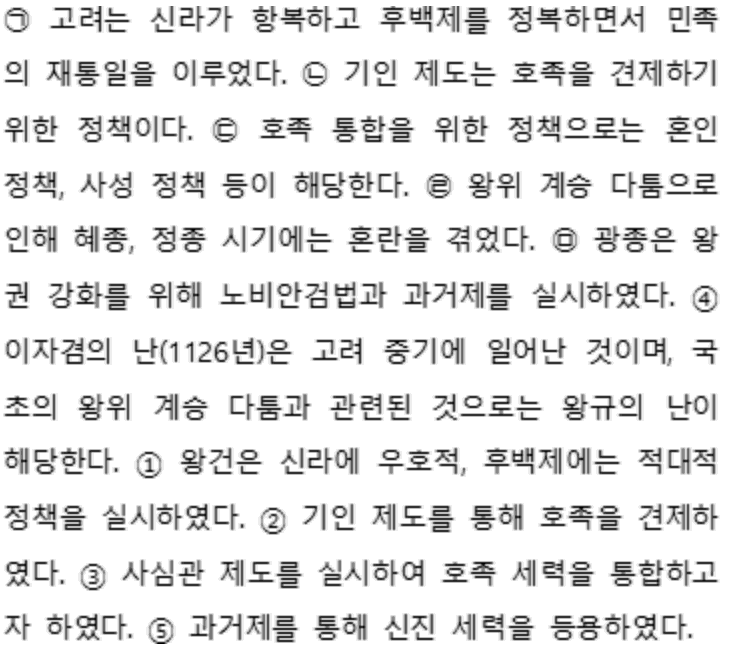 ㉠ 고려는 신라가 항복하고 후백제를 정복하면서 민족
의 재통일을 이루었다. ㉡ 기인 제도는 호족을 견제하기
위한 정책이다. ㉢ 호족 통합을 위한 정책으로는 혼인
정책, 사성 정책 등이 해당한다. ㉣ 왕위 계승 다툼으로
인해 혜종, 정종 시기에는 혼란을 겪었다. ㉤ 광종은 왕
권 강화를 위해 노비안검법과 과거제를 실시하였다. ④
이자겸의 난(1126년)은 고려 중기에 일어난 것이며, 국
초의 왕위 계승 다툼과 관련된 것으로는 왕규의 난이
해당한다. ① 왕건은 신라에 우호적, 후백제에는 적대적
정책을 실시하였다. ② 기인 제도를 통해 호족을 견제하
였다. ③ 사심관 제도를 실시하여 호족 세력을 통합하고
자 하였다. ⑤ 과거제를 통해 신진 세력을 등용하였다.